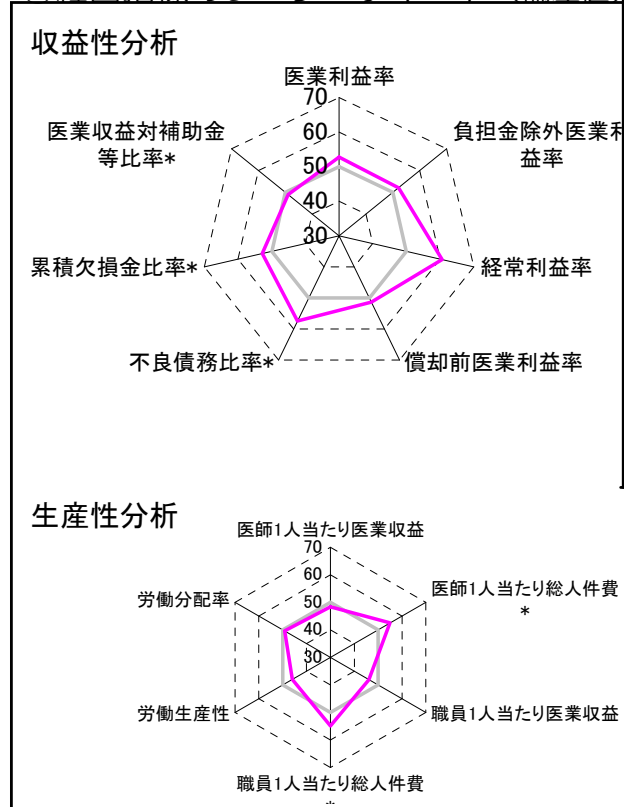 収益性分析
医業利益率
70
負担金除外医業利
益率
60
医業収益対補助金
等比率*
50
40
30
累積欠損金比率*
経常利益率
不良債務比率*
償却前医業利益率
生産性分析
医師1人当たり医業収益
70
60
医師1人当たり総人件費
*
労働分配率
50
40
30
労働生産性
職員1人当たり医業収益
職員1人当たり総人件費
*